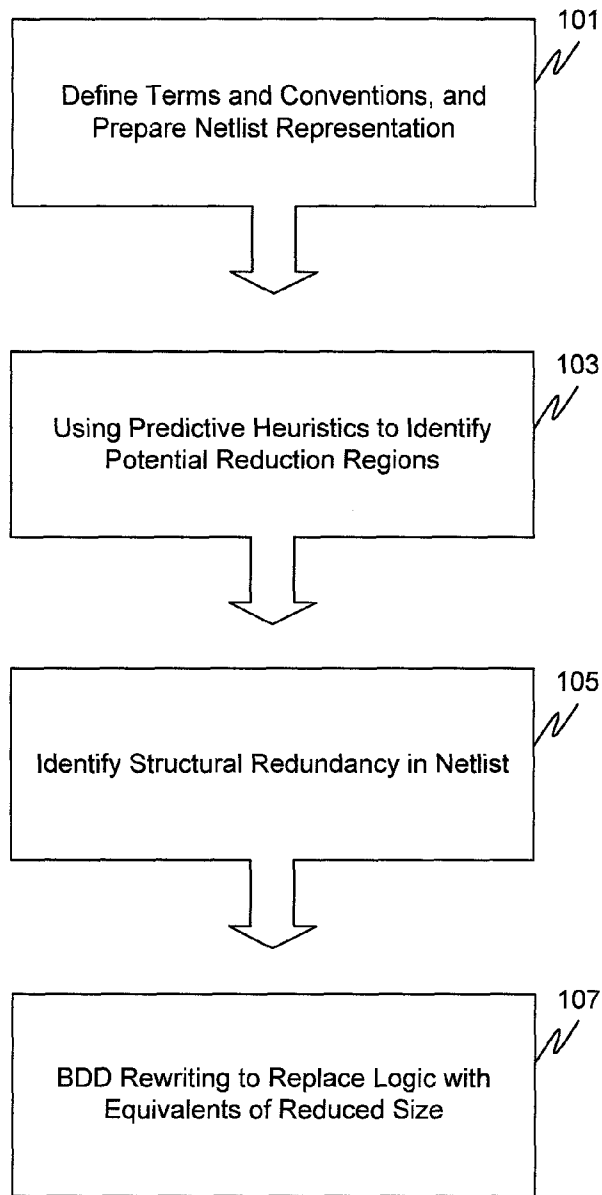 101
Define Terms and Conventions, and
Prepare Netlist Representation
103
Using Predictive Heuristics to Identify
Potential Reduction Regions
105
Identify Structural Redundancy in Netlist
107
BDD Rewriting to Replace Logic with
Equivalents of Reduced Size